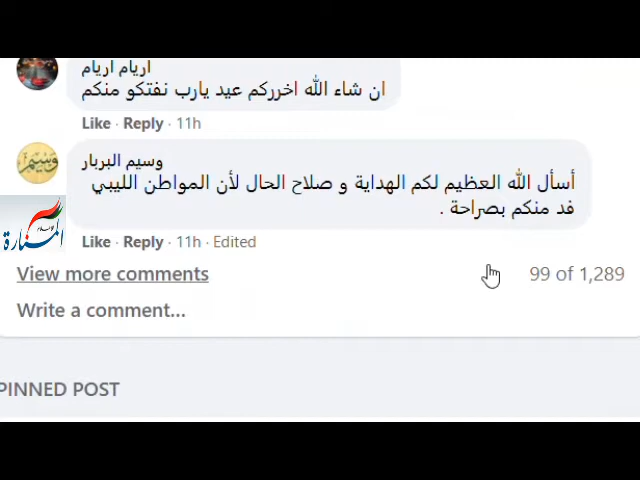 اريام اريام
ان شاء الله اخرركم عيد يارب نفتكو منكم
Like · Reply · 11h
وسيم البربار
أسأل الله العظيم لكم الهداية و صلاح الحال لأن المواطن الليبي
فد منكم بصراحة .
المنارة
Like · Reply · 11h · Edited
View more comments
99 of 1,289
Write a comment...
PINNED POST